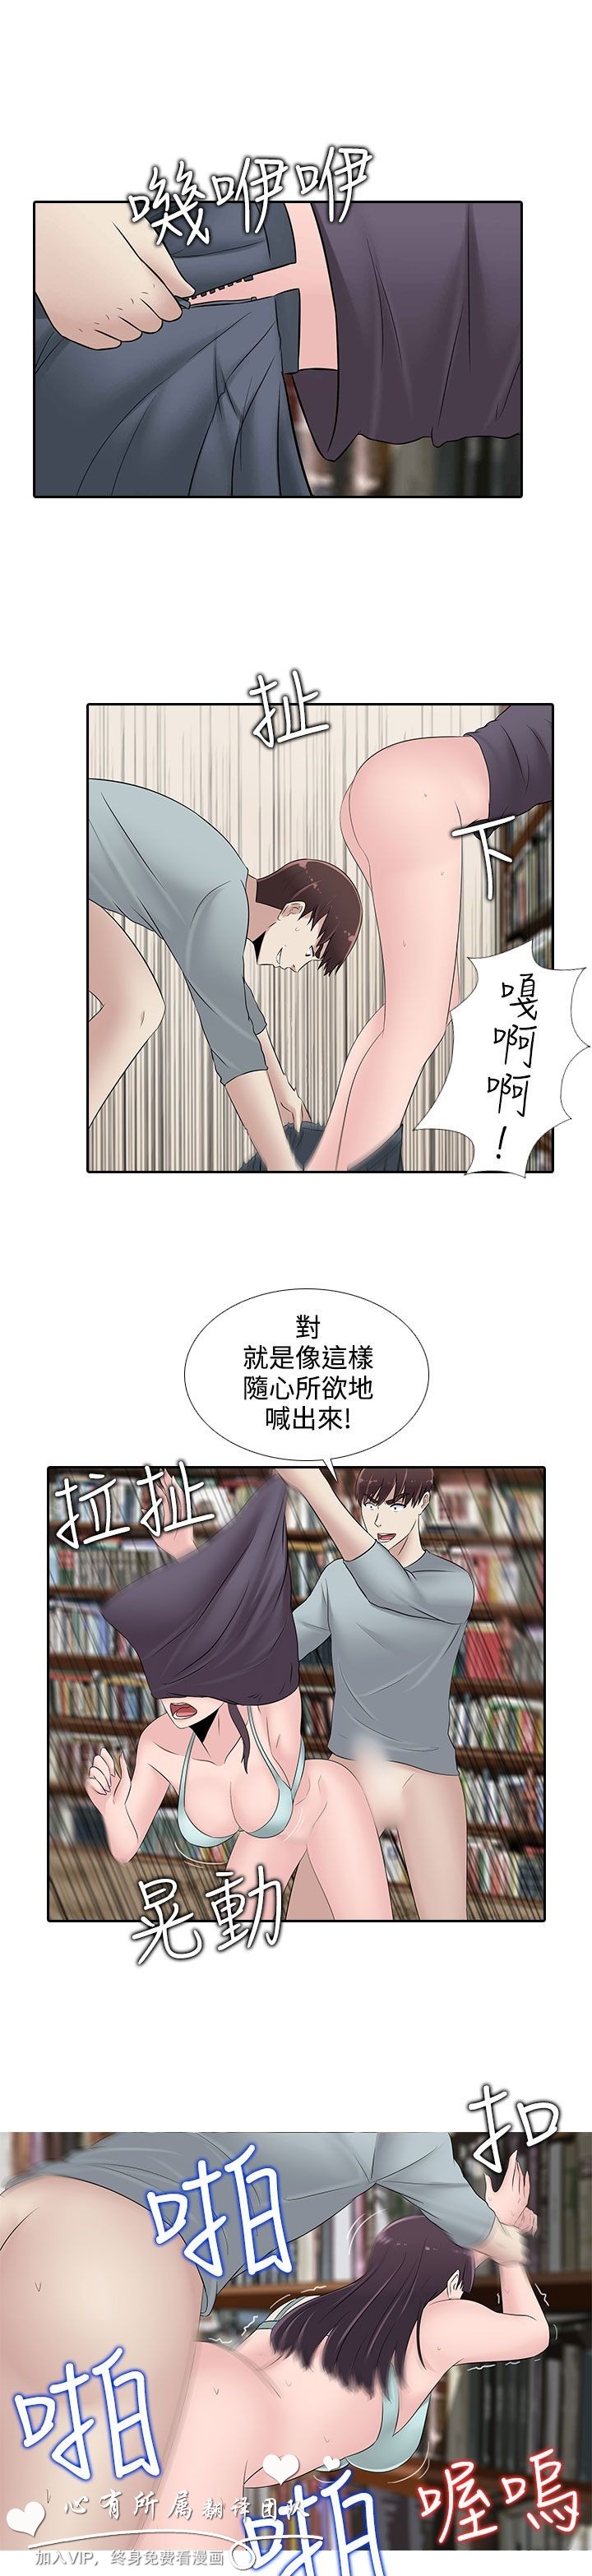 嘰咿咿
扯
下
嘎啊啊！
對
就是像這樣
隨心所欲地
喊出來!
拉扯
晃動
扣
啪
啪
啪
喔嗚
心有所属翻译团队
加入VIP，终身免费看漫画